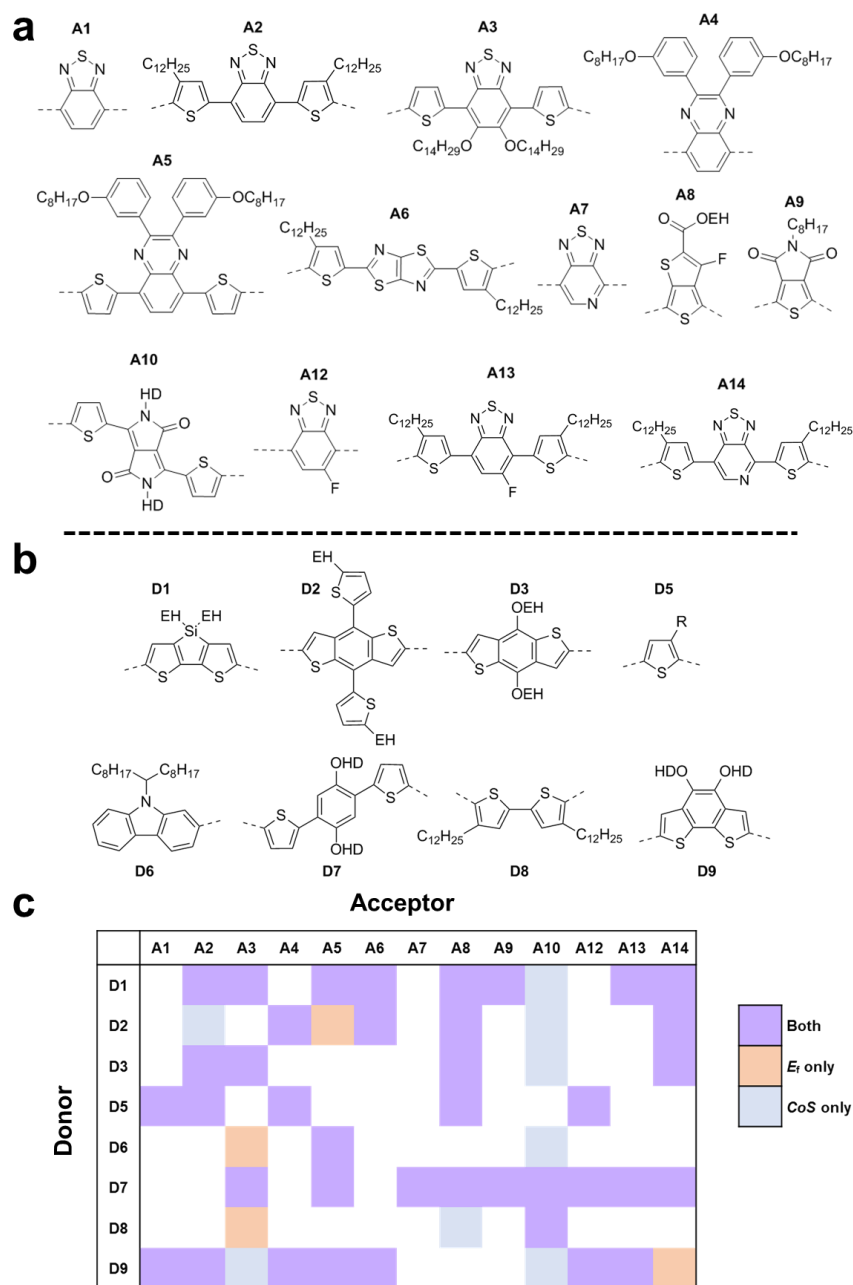 a
A1 A2 A3 A4
S
N N
C12H25 N S N C12H25
S S
N S N
S S
C14H29O OC14H29
C8H17O OC8H17
N N
A5 A6 A7 A8 A9
C8H17O OC8H17
N N
S S
C12H25
S N S S
S N
C12H25
S
N N
N
O OEH
S F
S
C8H17
O N O
S
A10 A12 A13 A14
HD
N O
S S
O N
HD
S
N N
F
C12H25 N S N C12H25
S S
F
C12H25 N S N C12H25
S N S
b
D1 D2 D3 D5
EH EH
Si
S S
EH
S
S
S
S
EH
OEH
S
S
OEH
R
S
C8H17 C8H17
N
OHD
S
S
OHD
S S
C12H25 C12H25
HDO OHD
S S
D6 D7 D8 D9
c
Acceptor
A1 A2 A3 A4 A5 A6 A7 A8 A9 A10 A12 A13 A14
Donor
D1
D2
D3
D5
D6
D7
D8
D9
Both
Ef only
CoS only